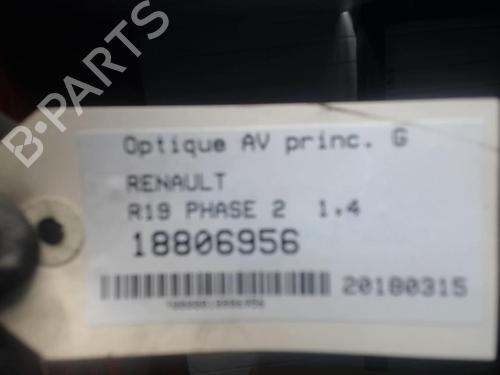 B-PARTS
Optique AV princ. G
RENAULT
R19 PHASE 2 1.4
18806956
20180315